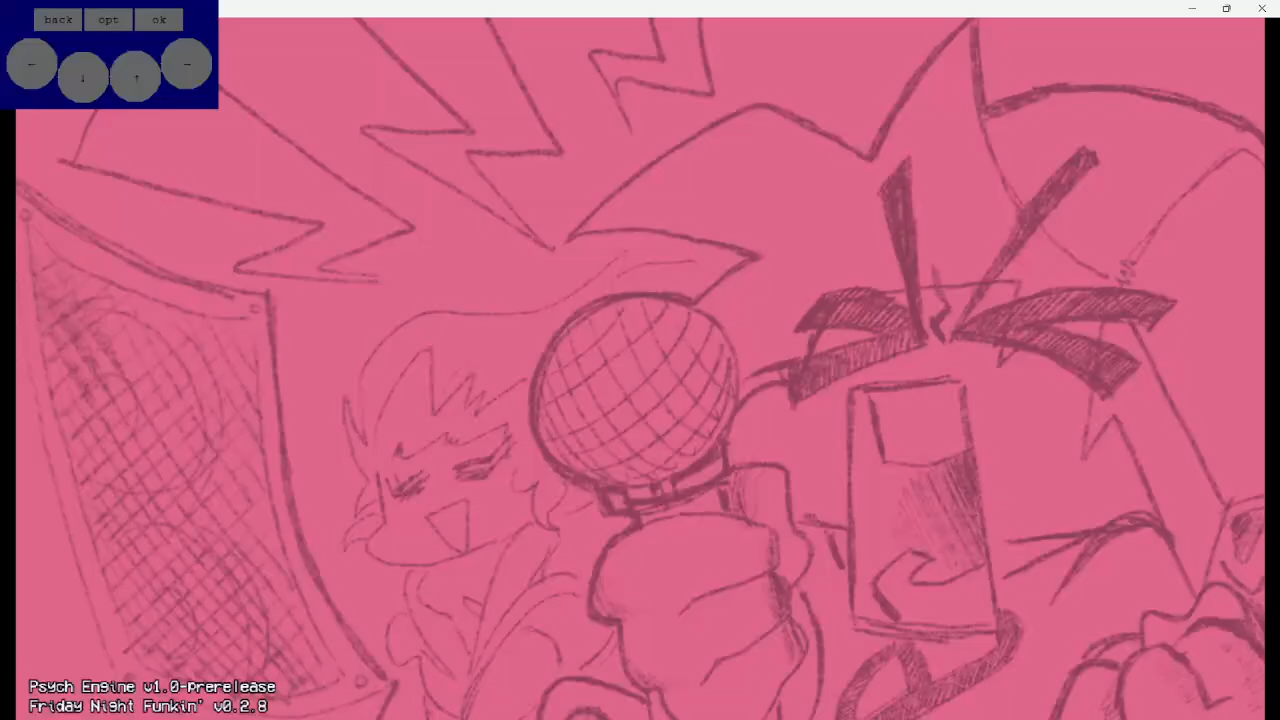 back opt ok
← ↓ ↑ →
Psych Engine v1.0-prerelease
Friday Night Funkin' v0.2.8